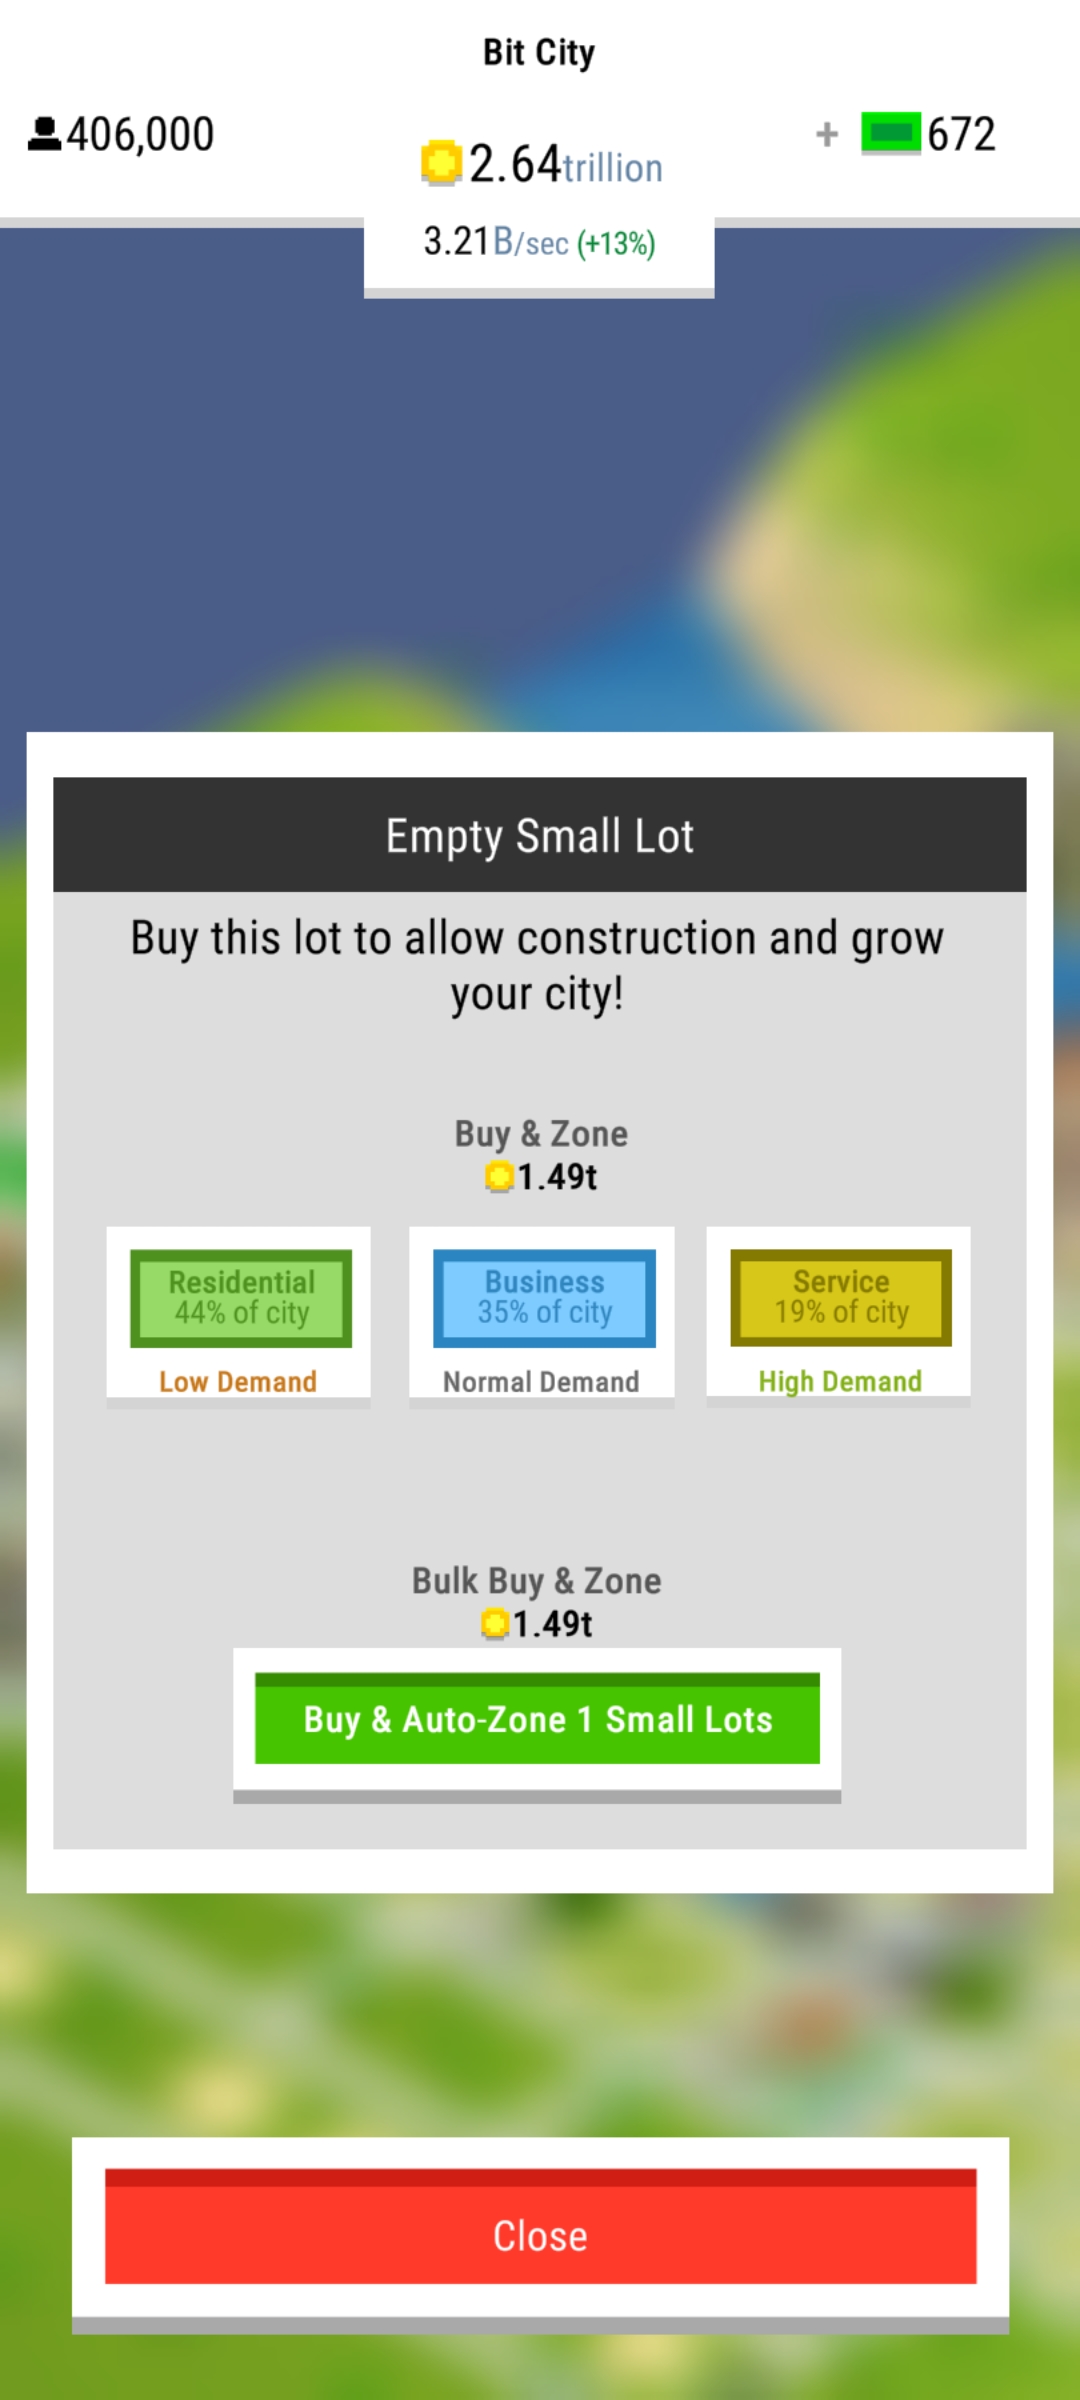 Bit City
406,000
2.64trillion
+ 672
3.21B/sec (+13%)
Empty Small Lot
Buy this lot to allow construction and grow
your city!
Buy & Zone
1.49t
Residential
44% of city
Low Demand
Business
35% of city
Normal Demand
Service
19% of city
High Demand
Bulk Buy & Zone
1.49t
Buy & Auto-Zone 1 Small Lots
Close